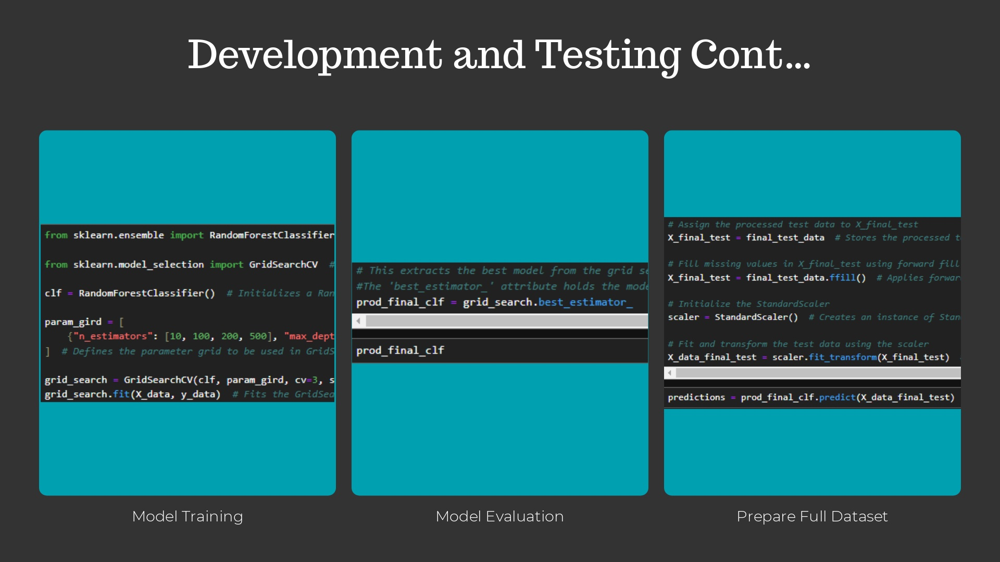 Development and Testing Cont...
from sklearn.ensemble import RandomForestClassifier
from sklearn.model_selection import GridSearchCV #
clf = RandomForestClassifier() # Initializes a Ran
param_gird = [
{"n_estimators": [10, 100, 200, 500], "max_dept
] # Defines the parameter grid to be used in GridS
grid_search = GridSearchCV(clf, param_gird, cv=3, s
grid_search.fit(X_data, y_data) # Fits the GridSea
Model Training
# This extracts the best model from the grid se
#The 'best_estimator_' attribute holds the mode
prod_final_clf = grid_search.best_estimator_
prod_final_clf
Model Evaluation
# Assign the processed test data to X_final_test
X_final_test = final_test_data # Stores the processed t
# Fill missing values in X_final_test using forward fill
X_final_test = final_test_data.ffill() # Applies forwar
# Initialize the StandardScaler
scaler = StandardScaler() # Creates an instance of Stan
# Fit and transform the test data using the scaler
X_data_final_test = scaler.fit_transform(X_final_test)
predictions = prod_final_clf.predict(X_data_final_test)
Prepare Full Dataset